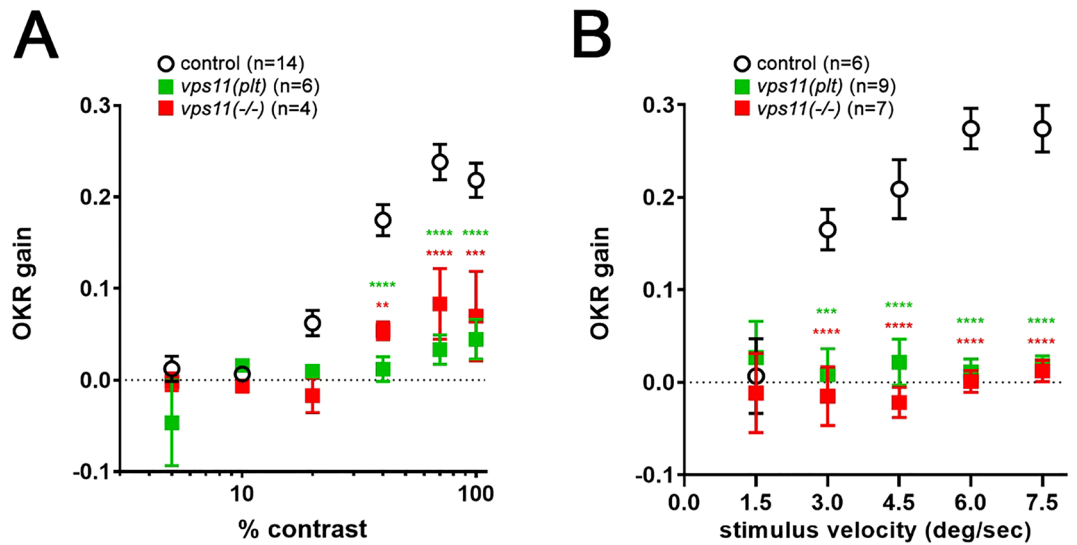 A
control (n=14)
vps11(plt) (n=6)
vps11(-/-) (n=4)
0.3
0.2
0.1
0.0
-0.1
OKR gain
**** ****
**** ***
****
**
10 100
% contrast
B
control (n=6)
vps11(plt) (n=9)
vps11(-/-) (n=7)
0.3
0.2
0.1
0.0
-0.1
OKR gain
*** **** **** ****
**** **** **** ****
0.0 1.5 3.0 4.5 6.0 7.5
stimulus velocity (deg/sec)